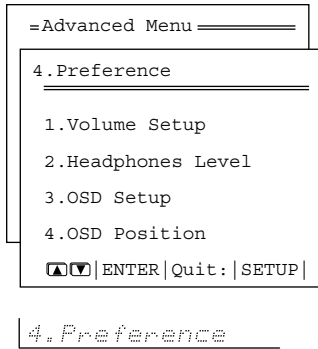 =Advanced Menu
4.Preference
1.Volume Setup
2.Headphones Level
3.OSD Setup
4.OSD Position
▲▼|ENTER|Quit:|SETUP|
4.Preference